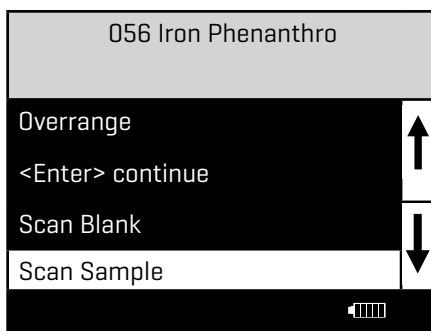 056 Iron Phenanthro
Overrange
<Enter> continue
Scan Blank
Scan Sample